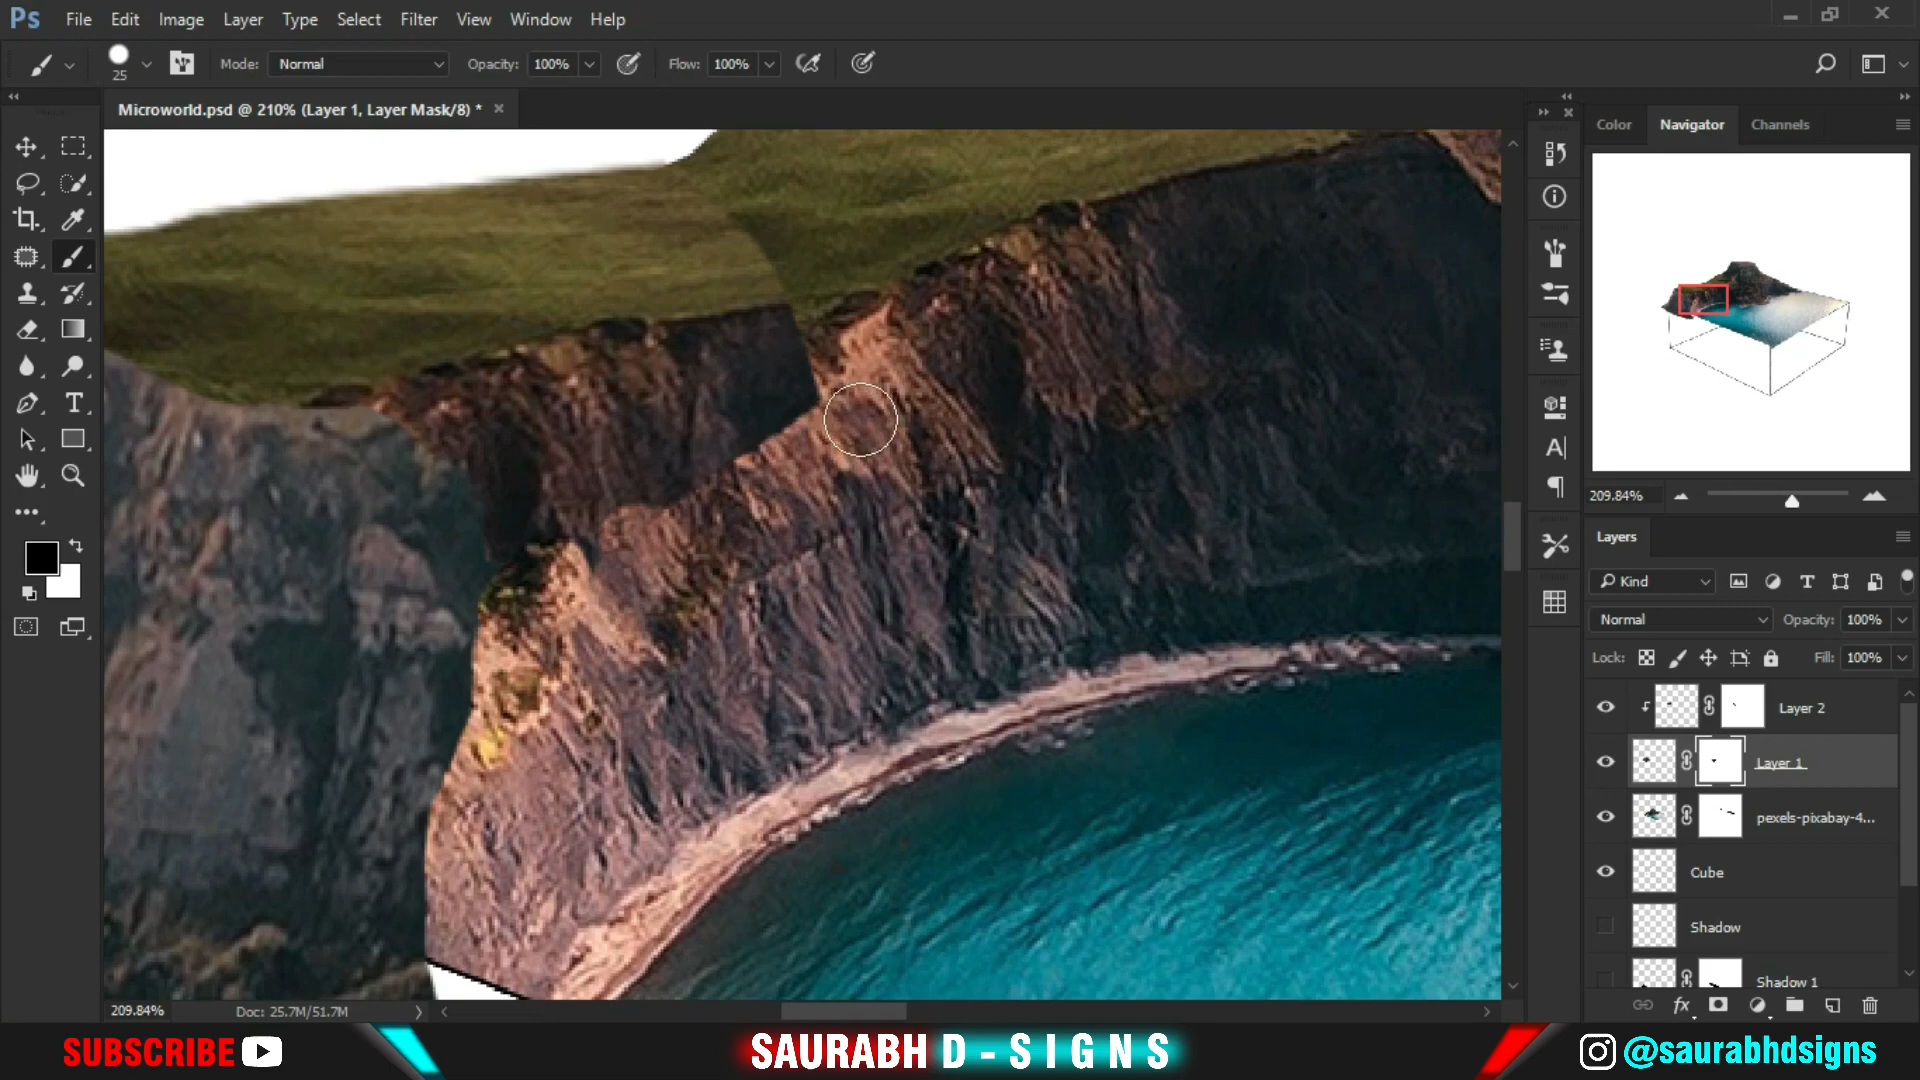 Ps File Edit Image Layer Type Select Filter View Window Help
25 Mode: Normal Opacity: 100% Flow: 100%
Microworld.psd @ 210% (Layer 1, Layer Mask/8) *
Color Navigator Channels
209.84%
Layers
Kind
Normal Opacity: 100%
Lock: Fill: 100%
Layer 2
Layer 1
pexels-pixabay-4...
Cube
Shadow
Shadow 1
209.84% Doc: 25.7M/51.7M
SUBSCRIBE SAURABH D-SIGNS @saurabhdsigns